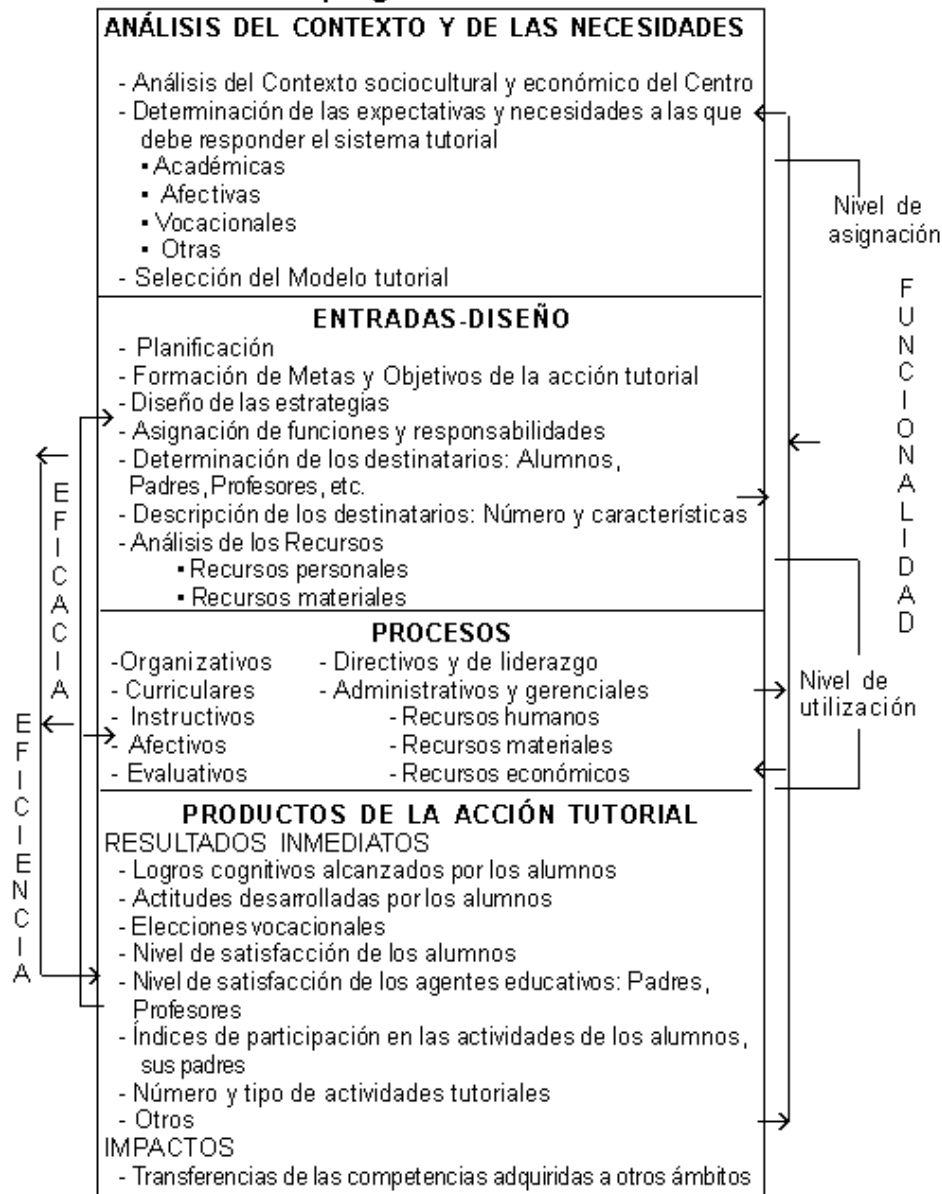 ANÁLISIS DEL CONTEXTO Y DE LAS NECESIDADES
- Análisis del Contexto sociocultural y económico del Centro
- Determinación de las expectativas y necesidades a las que
debe responder el sistema tutorial
▪ Académicas
▪ Afectivas
▪ Vocacionales
▪ Otras
- Selección del Modelo tutorial
Nivel de
asignación
ENTRADAS-DISEÑO
- Planificación
- Formación de Metas y Objetivos de la acción tutorial
- Diseño de las estrategias
- Asignación de funciones y responsabilidades
- Determinación de los destinatarios: Alumnos,
Padres, Profesores, etc.
- Descripción de los destinatarios: Número y características
- Análisis de los Recursos
▪ Recursos personales
▪ Recursos materiales
FUNCIONALIDAD
EFICACIA
EFICIENCIA
PROCESOS
-Organizativos - Directivos y de liderazgo
- Curriculares - Administrativos y gerenciales
- Instructivos - Recursos humanos
- Afectivos - Recursos materiales
- Evaluativos - Recursos económicos
Nivel de
utilización
PRODUCTOS DE LA ACCIÓN TUTORIAL
RESULTADOS INMEDIATOS
- Logros cognitivos alcanzados por los alumnos
- Actitudes desarrolladas por los alumnos
- Elecciones vocacionales
- Nivel de satisfacción de los alumnos
- Nivel de satisfacción de los agentes educativos: Padres,
Profesores
- Índices de participación en las actividades de los alumnos,
sus padres
- Número y tipo de actividades tutoriales
- Otros
IMPACTOS
- Transferencias de las competencias adquiridas a otros ámbitos